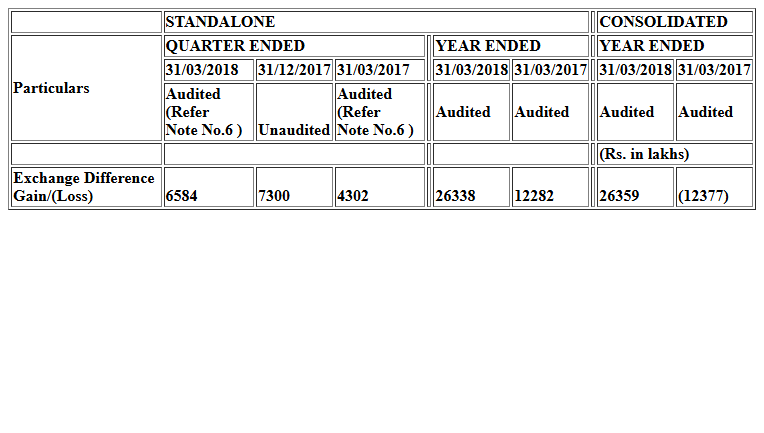 STANDALONE CONSOLIDATED
QUARTER ENDED YEAR ENDED YEAR ENDED
Particulars
31/03/2018 31/12/2017 31/03/2017 31/03/2018 31/03/2017 31/03/2018 31/03/2017
Audited (Refer Note No.6 ) Unaudited Audited (Refer Note No.6 ) Audited Audited Audited Audited
(Rs. in lakhs)
Exchange Difference
Gain/(Loss) 6584 7300 4302 26338 12282 26359 (12377)